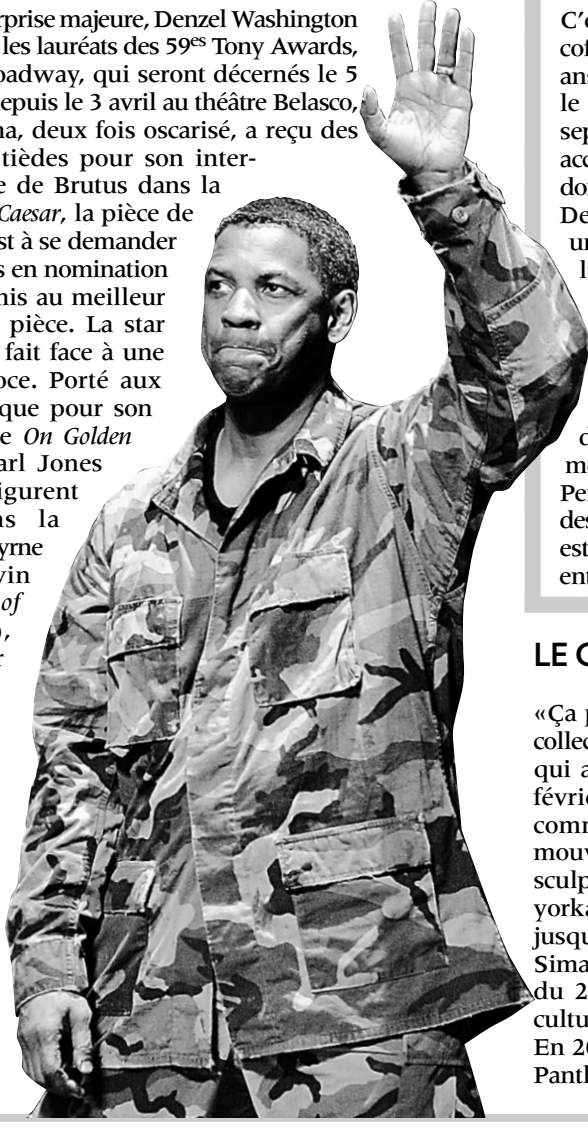 rprise majeure, Denzel Washington
les lauréats des 59es Tony Awards,
oadway, qui seront décernés le 5
epuis le 3 avril au théâtre Belasco,
na, deux fois oscarisé, a reçu des
tièdes pour son inter-
e de Brutus dans la
Caesar, la pièce de
st à se demander
s en nomination
nis au meilleur
pièce. La star
fait face à une
oce. Porté aux
que pour son
e On Golden
arl Jones
igurent
ns la
yrne
vin
of
),
r
C'é
cof
ans
le
sep
acc
do
De
un
l
d
me
Per
des
est
ent
LE C
«Ça p
collec
qui a
févrie
comm
mouv
sculp
yorka
jusqu
Sima
du 2
cultu
En 20
Panth